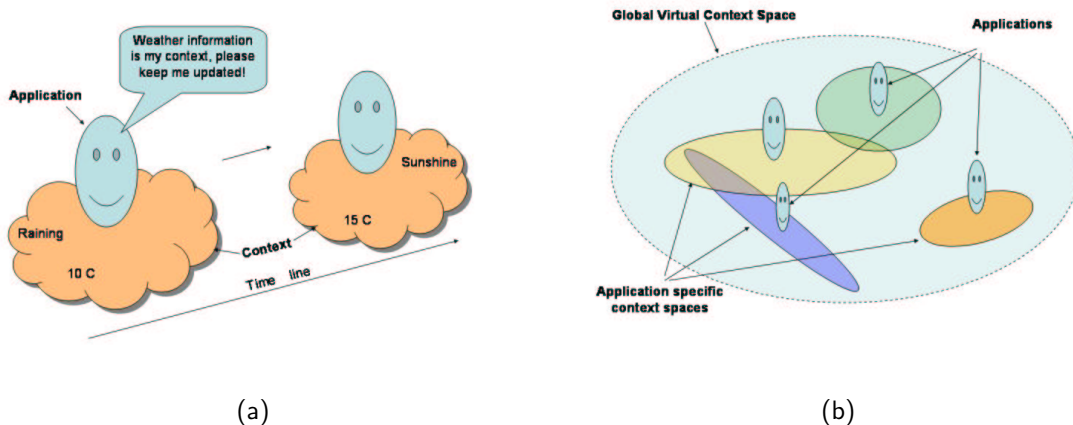 Weather information
is my context, please
keep me updated!
Application
Sunshine
15 C
Raining
10 C
Context
Time line
(a)
Global Virtual Context Space
Applications
Application specific
context spaces
(b)